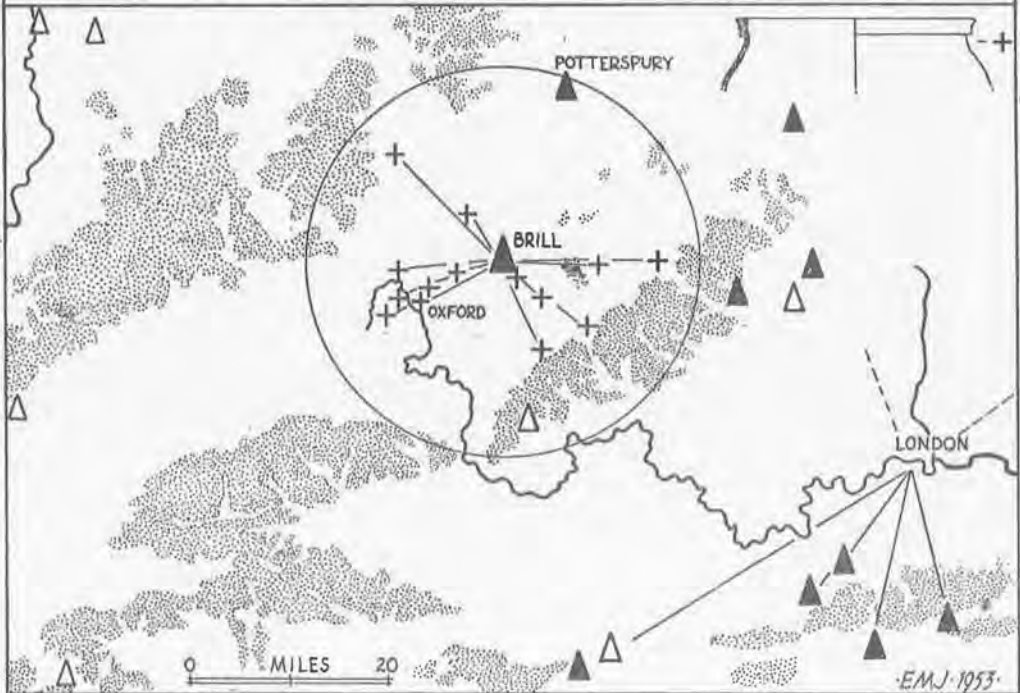 POTTERSPURY
BRILL
OXFORD
LONDON
0 MILES 20
·EMJ·1953·